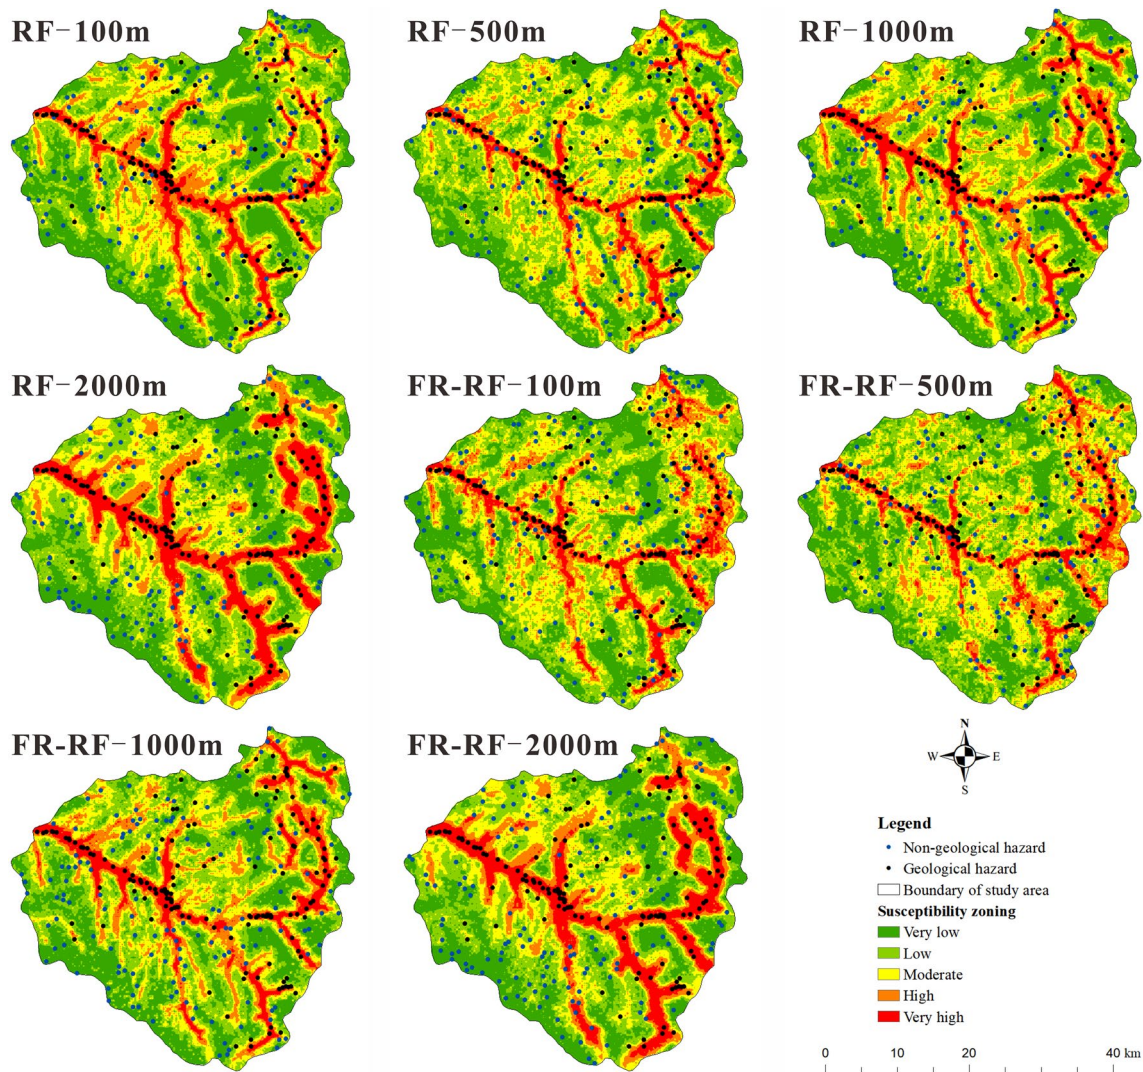 RF-100m
RF-500m
RF-1000m
RF-2000m
FR-RF-100m
FR-RF-500m
FR-RF-1000m
FR-RF-2000m
N
W
E
S
Legend
Non-geological hazard
Geological hazard
Boundary of study area
Susceptibility zoning
Very low
Low
Moderate
High
Very high
0 10 20 40 km